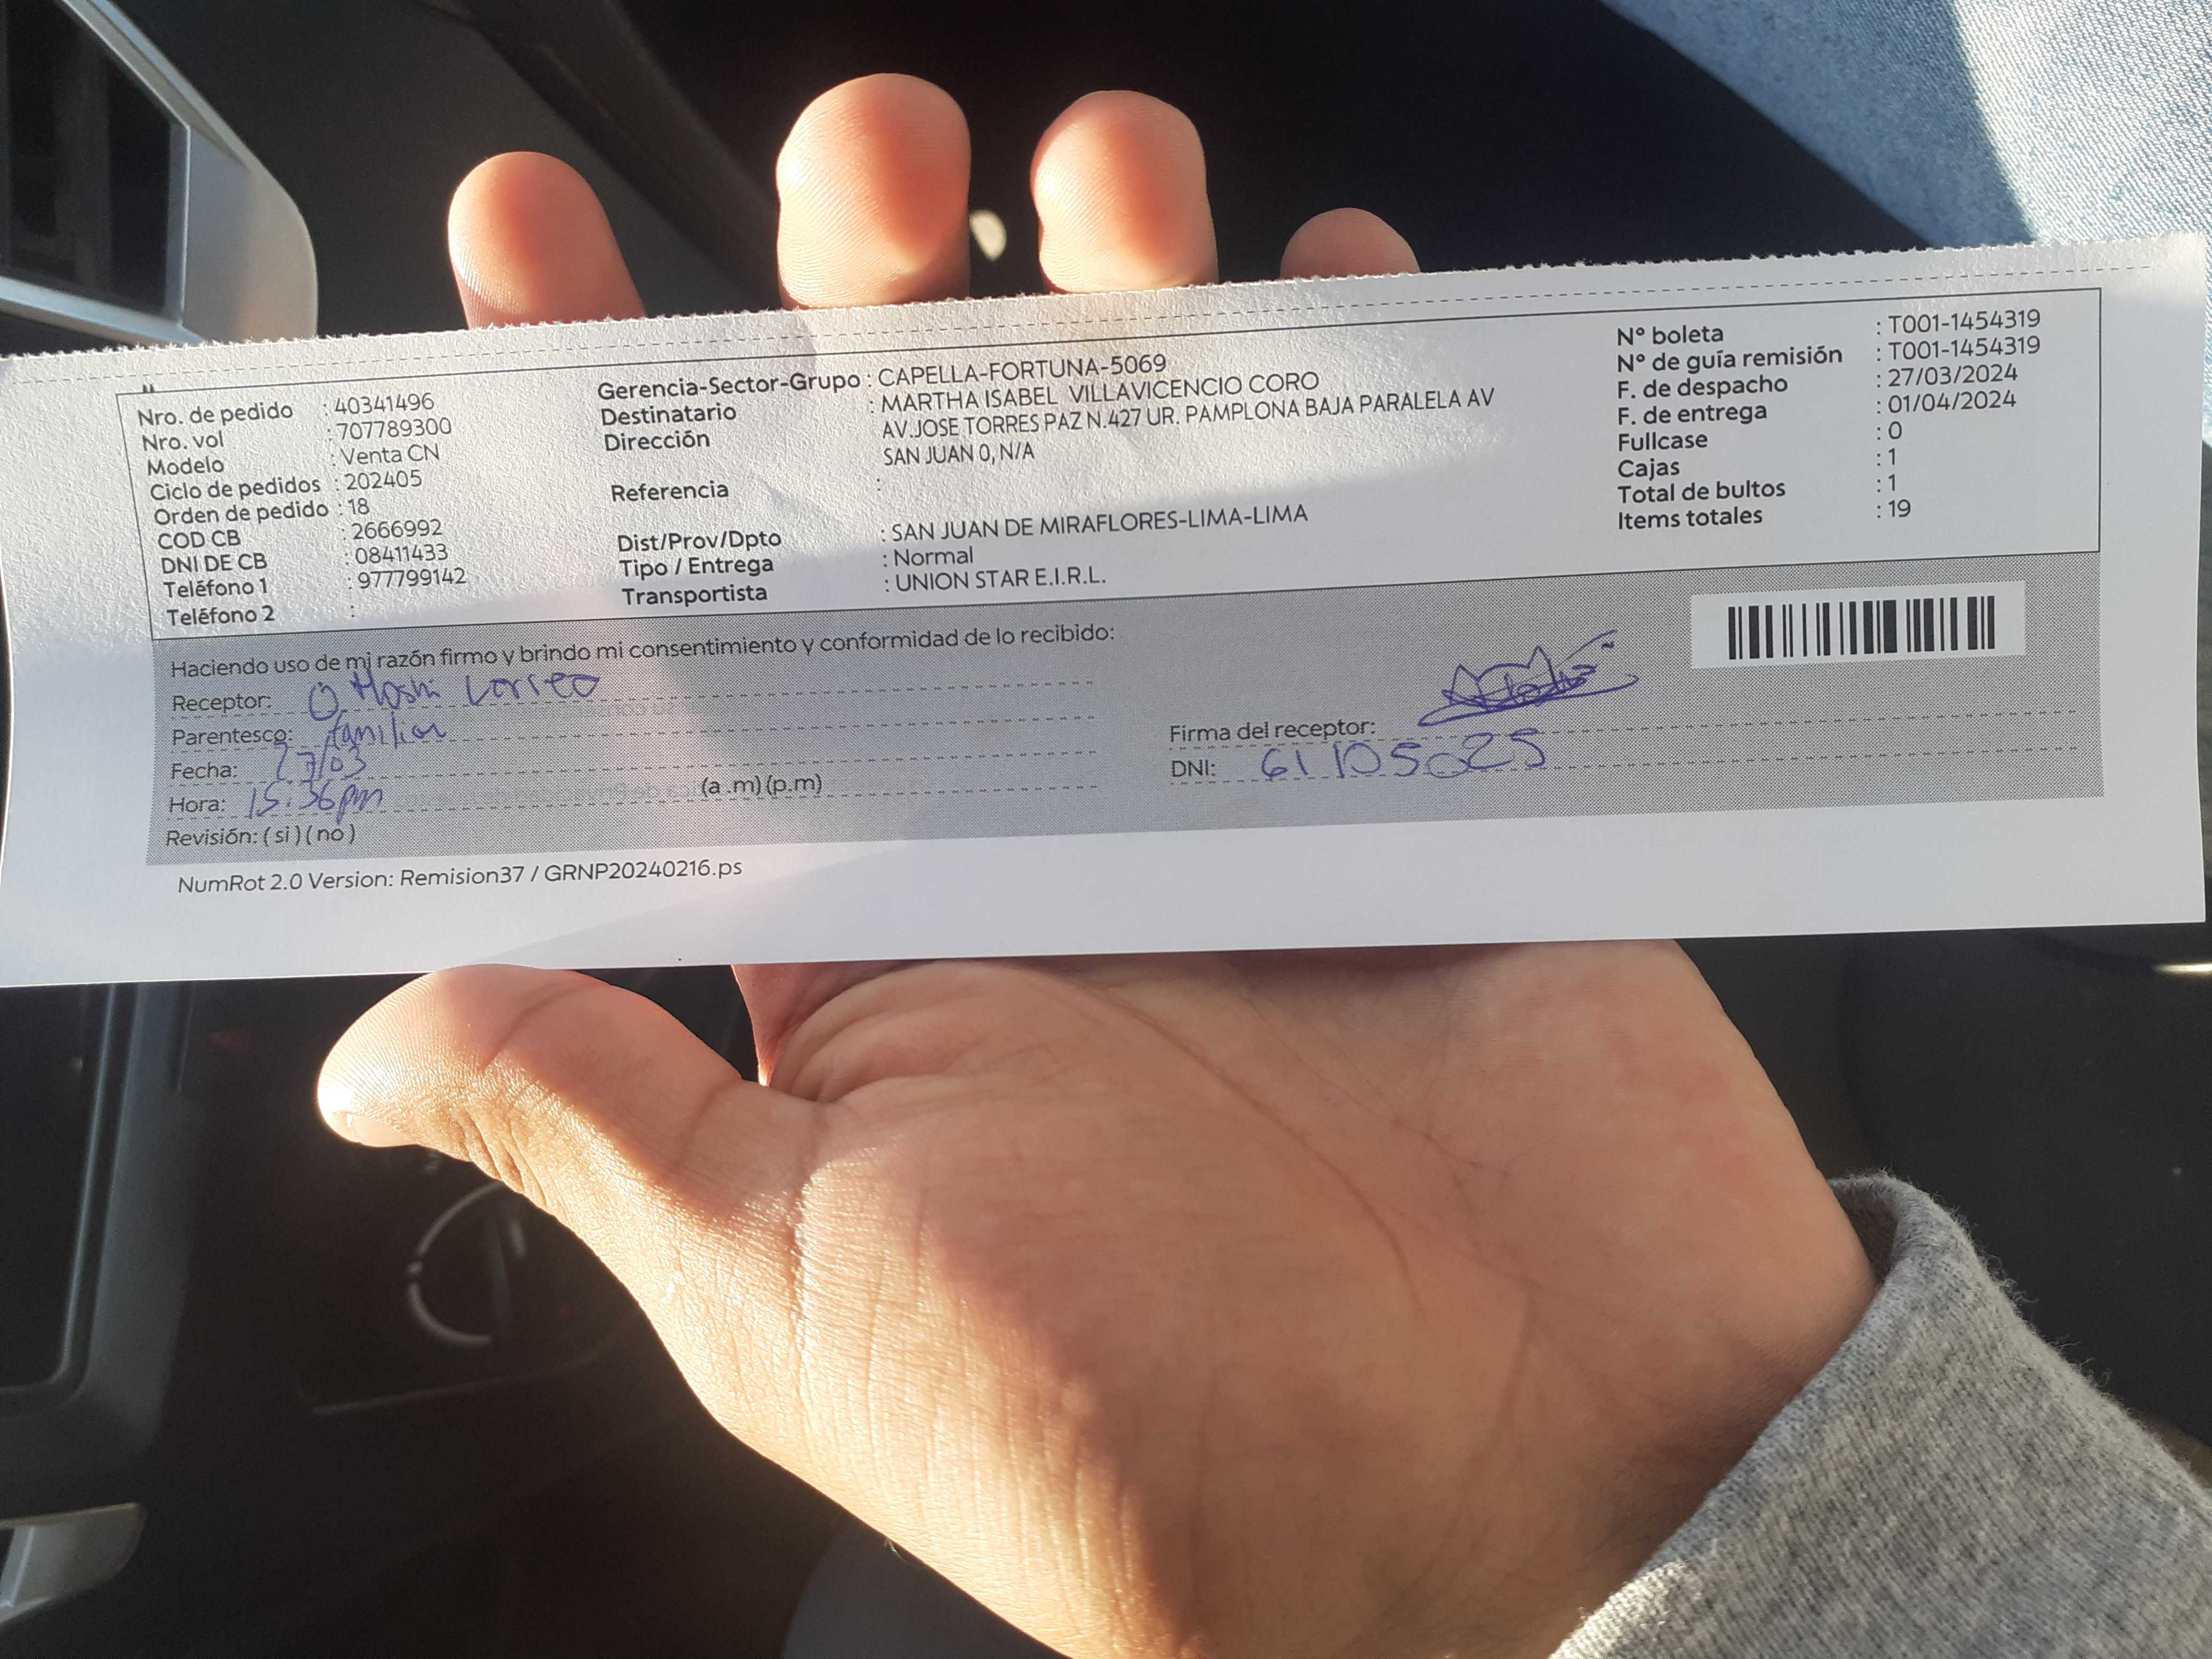 Nro. de pedido : 40341496
Nro. vol : 707789300
Modelo : Venta CN
Ciclo de pedidos : 202405
Orden de pedido : 18
COD CB : 2666992
DNI DE CB : 08411433
Teléfono 1 : 977799142
Teléfono 2 :
Gerencia-Sector-Grupo : CAPELLA-FORTUNA-5069
Destinatario : MARTHA ISABEL VILLAVICENCIO CORO
Dirección AV.JOSE TORRES PAZ N.427 UR. PAMPLONA BAJA PARALELA AV
SAN JUAN 0, N/A
Referencia :
Dist/Prov/Dpto : SAN JUAN DE MIRAFLORES-LIMA-LIMA
Tipo / Entrega : Normal
Transportista : UNION STAR E.I.R.L.
N° boleta : T001-1454319
N° de guía remisión : T001-1454319
F. de despacho : 27/03/2024
F. de entrega : 01/04/2024
Fullcase : 0
Cajas : 1
Total de bultos : 1
Items totales : 19
Haciendo uso de mi razón firmo y brindo mi consentimiento y conformidad de lo recibido:
Receptor:
Parentesco: familiar
Fecha: 27/03
Hora: 15:36pm (a .m) (p.m)
Revisión: ( si ) ( no )
Firma del receptor:
DNI: 61105025
NumRot 2.0 Version: Remision37 / GRNP20240216.ps